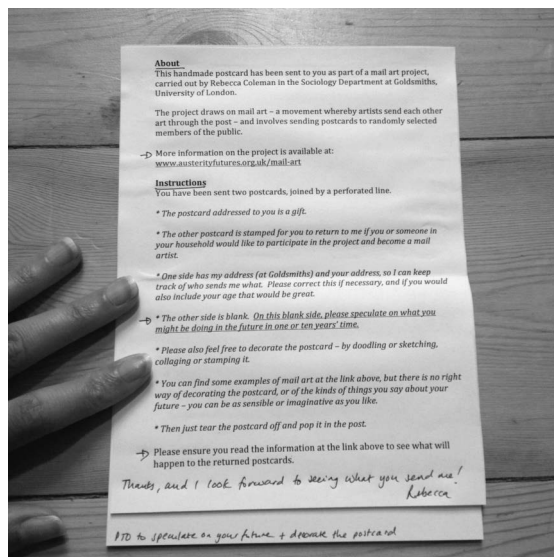 About
This handmade postcard has been sent to you as part of a mail art project,
carried out by Rebecca Coleman in the Sociology Department at Goldsmiths,
University of London.
The project draws on mail art – a movement whereby artists send each other
art through the post – and involves sending postcards to randomly selected
members of the public.
More information on the project is available at:
www.austerityfutures.org.uk/mail-art
Instructions
You have been sent two postcards, joined by a perforated line.
* The postcard addressed to you is a gift.
* The other postcard is stamped for you to return to me if you or someone in
your household would like to participate in the project and become a mail
artist.
* One side has my address (at Goldsmiths) and your address, so I can keep
track of who sends me what. Please correct this if necessary, and if you would
also include your age that would be great.
* The other side is blank. On this blank side, please speculate on what you
might be doing in the future in one or ten years' time.
* Please also feel free to decorate the postcard – by doodling or sketching,
collaging or stamping it.
* You can find some examples of mail art at the link above, but there is no right
way of decorating the postcard, or of the kinds of things you say about your
future – you can be as sensible or imaginative as you like.
* Then just tear the postcard off and pop it in the post.
Please ensure you read the information at the link above to see what will
happen to the returned postcards.
Thanks, and I look forward to seeing what you send me!
Rebecca
PTO to speculate on your future + decorate the postcard